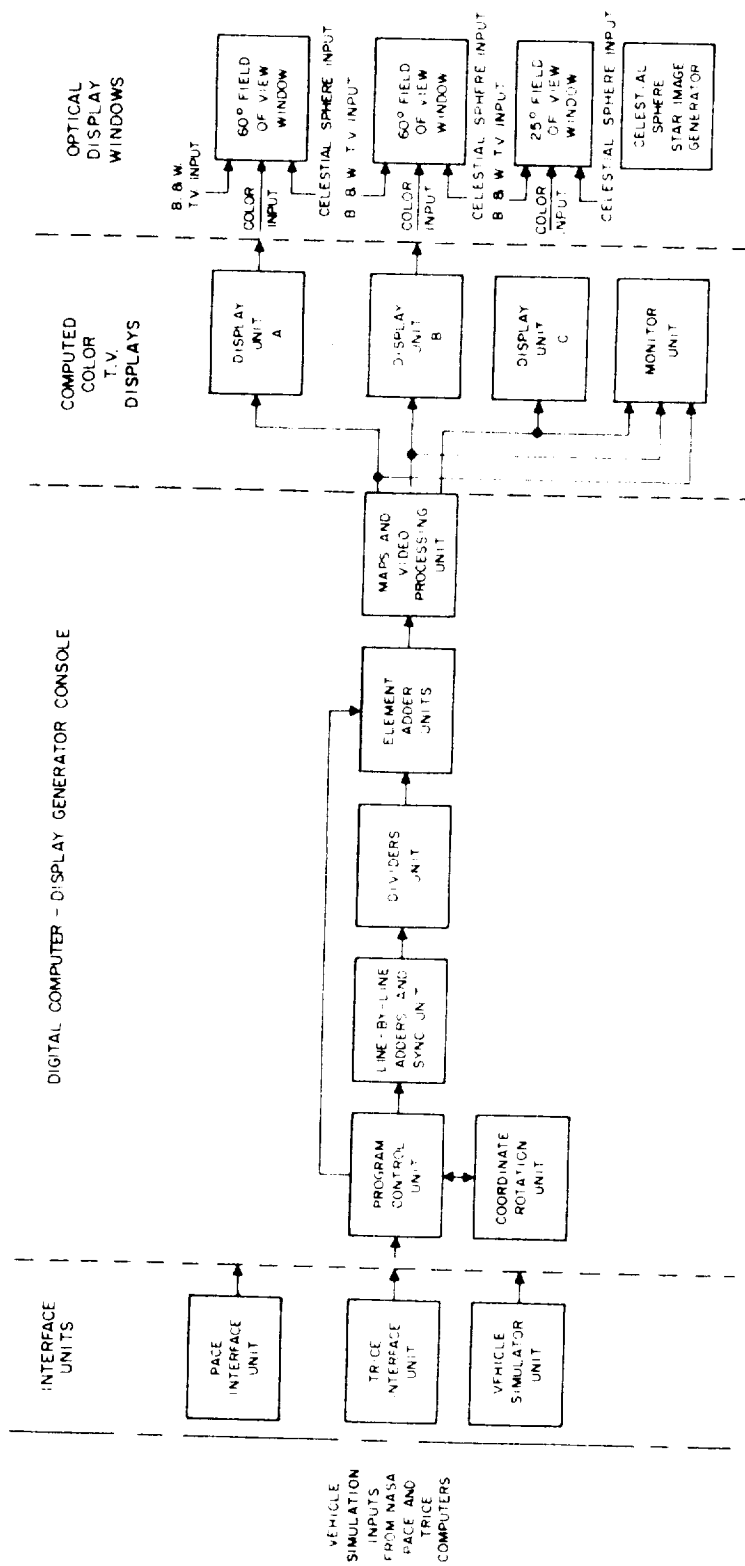 VEHICLE
SIMULATION
INPUTS
FROM NASA
PACE AND
TRICE
COMPUTERS
INTERFACE
UNITS
PACE
INTERFACE
UNIT
TRICE
INTERFACE
UNIT
VEHICLE
SIMULATOR
UNIT
DIGITAL COMPUTER - DISPLAY GENERATOR CONSOLE
PROGRAM
CONTROL
UNIT
COORDINATE
ROTATION
UNIT
LINE-BY-LINE
ADDERS AND
SYNC UNIT
DIVIDERS
UNIT
ELEMENT
ADDER
UNITS
MAPS AND
VIDEO
PROCESSING
UNIT
COMPUTED
COLOR
T.V.
DISPLAYS
DISPLAY
UNIT
A
DISPLAY
UNIT
B
DISPLAY
UNIT
C
MONITOR
UNIT
OPTICAL
DISPLAY
WINDOWS
B. & W.
T.V. INPUT
COLOR
INPUT
60° FIELD
OF VIEW
WINDOW
CELESTIAL SPHERE INPUT
B & W T.V. INPUT
COLOR
INPUT
60° FIELD
OF VIEW
WINDOW
CELESTIAL SPHERE INPUT
B & W T.V. INPUT
COLOR
INPUT
25° FIELD
OF VIEW
WINDOW
CELESTIAL SPHERE INPUT
CELESTIAL
SPHERE
STAR IMAGE
GENERATOR